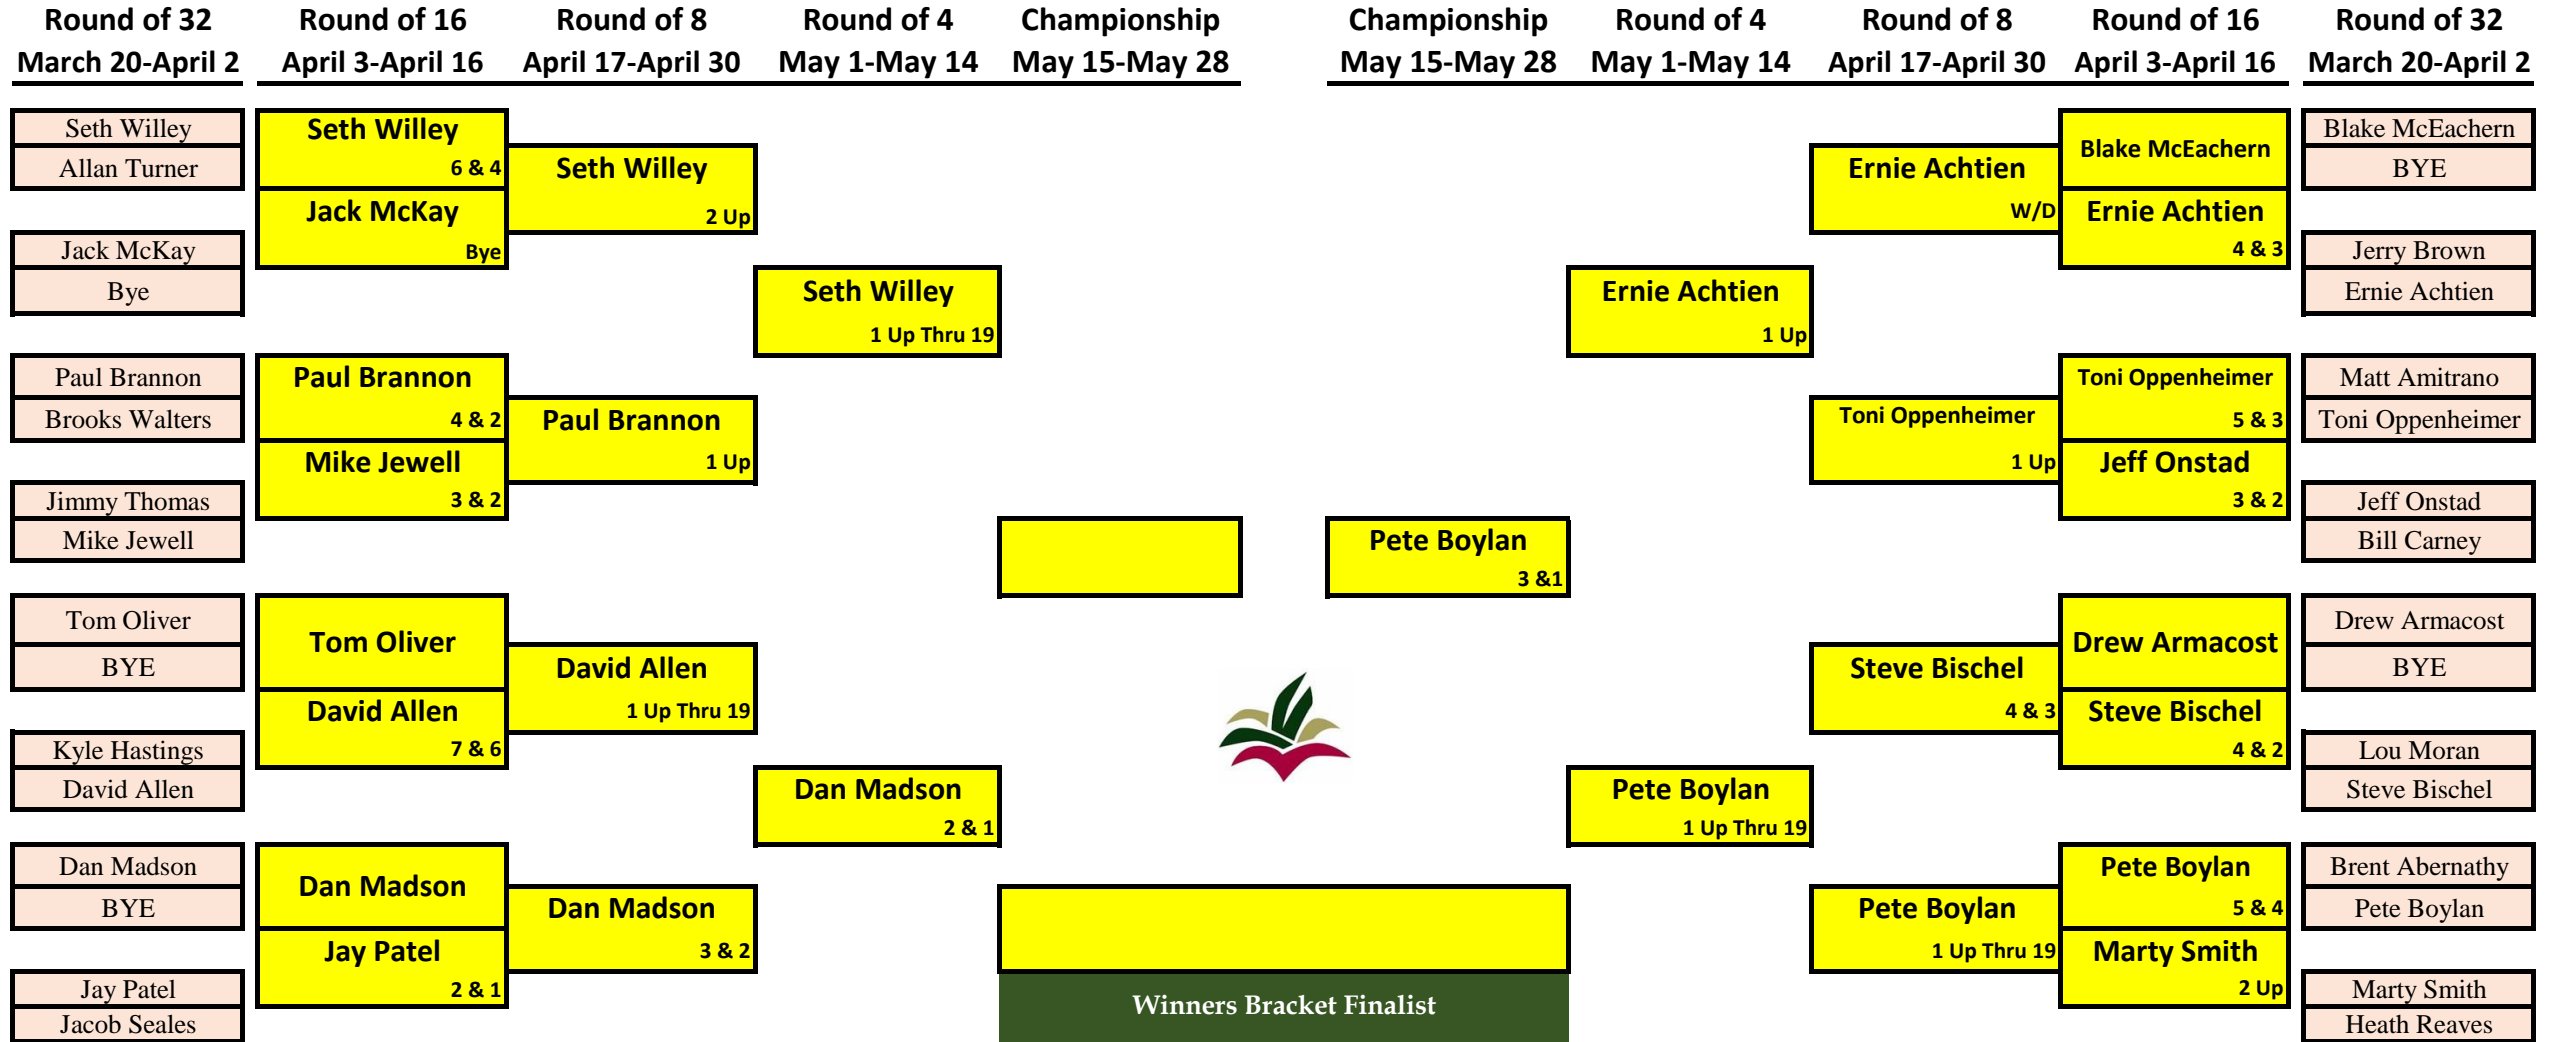 Round of 32
March 20-April 2
Round of 16
April 3-April 16
Round of 8
April 17-April 30
Round of 4
May 1-May 14
Championship
May 15-May 28
Championship
May 15-May 28
Round of 4
May 1-May 14
Round of 8
April 17-April 30
Round of 16
April 3-April 16
Round of 32
March 20-April 2
Seth Willey
Allan Turner
Jack McKay
Bye
Paul Brannon
Brooks Walters
Jimmy Thomas
Mike Jewell
Tom Oliver
BYE
Kyle Hastings
David Allen
Dan Madson
BYE
Jay Patel
Jacob Seales
Seth Willey
6 & 4
Jack McKay
Bye
Paul Brannon
4 & 2
Mike Jewell
3 & 2
Tom Oliver
David Allen
7 & 6
Dan Madson
Jay Patel
2 & 1
Seth Willey
2 Up
Paul Brannon
1 Up
David Allen
1 Up Thru 19
Dan Madson
3 & 2
Seth Willey
1 Up Thru 19
Dan Madson
2 & 1
Winners Bracket Finalist
Pete Boylan
3 &1
Ernie Achtien
1 Up
Pete Boylan
1 Up Thru 19
Ernie Achtien
W/D
Toni Oppenheimer
1 Up
Steve Bischel
4 & 3
Pete Boylan
1 Up Thru 19
Blake McEachern
Ernie Achtien
4 & 3
Toni Oppenheimer
5 & 3
Jeff Onstad
3 & 2
Drew Armacost
Steve Bischel
4 & 2
Pete Boylan
5 & 4
Marty Smith
2 Up
Blake McEachern
BYE
Jerry Brown
Ernie Achtien
Matt Amitrano
Toni Oppenheimer
Jeff Onstad
Bill Carney
Drew Armacost
BYE
Lou Moran
Steve Bischel
Brent Abernathy
Pete Boylan
Marty Smith
Heath Reaves